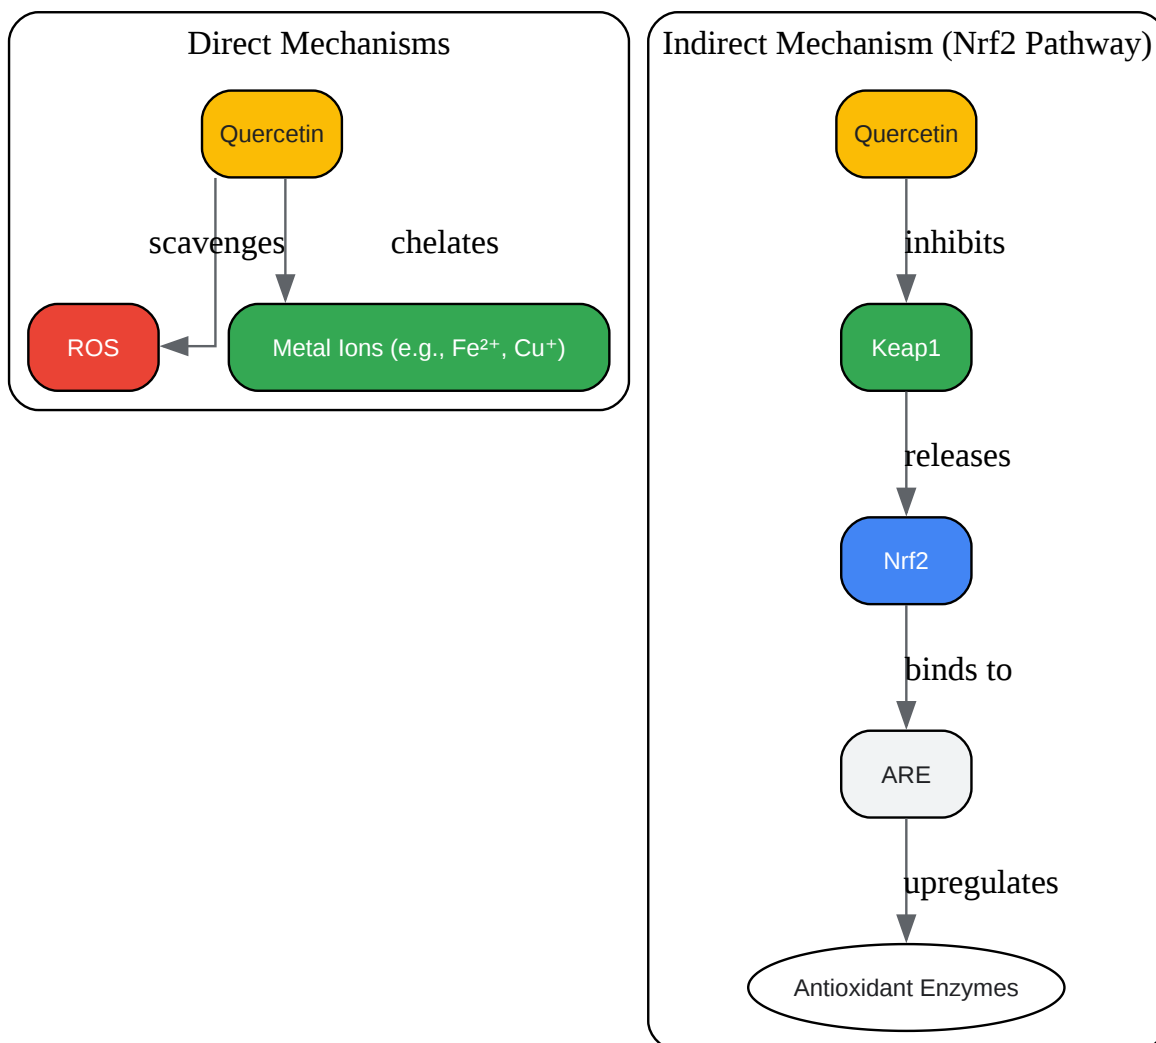 Direct Mechanisms
Quercetin
scavenges
chelates
ROS
Metal Ions (e.g., Fe²⁺, Cu⁺)
Indirect Mechanism (Nrf2 Pathway)
Quercetin
inhibits
Keap1
releases
Nrf2
binds to
ARE
upregulates
Antioxidant Enzymes